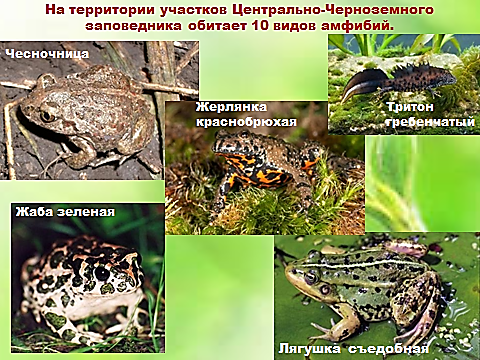 На территории участков Центрально-Черноземного
заповедника обитает 10 видов амфибий.
Чесночница
Жерлянка
краснобрюхая
Тритон
гребенчатый
Жаба зеленая
Лягушка съедобная